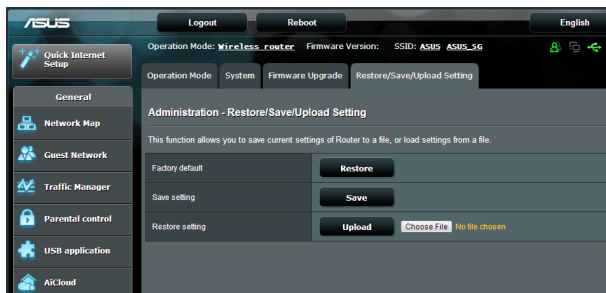 ASUS
Logout
Reboot
English
Quick Internet
Setup
Operation Mode: Wireless router Firmware Version: SSID: ASUS ASUS_5G
Operation Mode
System
Firmware Upgrade
Restore/Save/Upload Setting
General
Network Map
Guest Network
Traffic Manager
Parental control
USB application
AiCloud
Administration - Restore/Save/Upload Setting
This function allows you to save current settings of Router to a file, or load settings from a file.
Factory default
Restore
Save setting
Save
Restore setting
Upload
Choose File
No file chosen